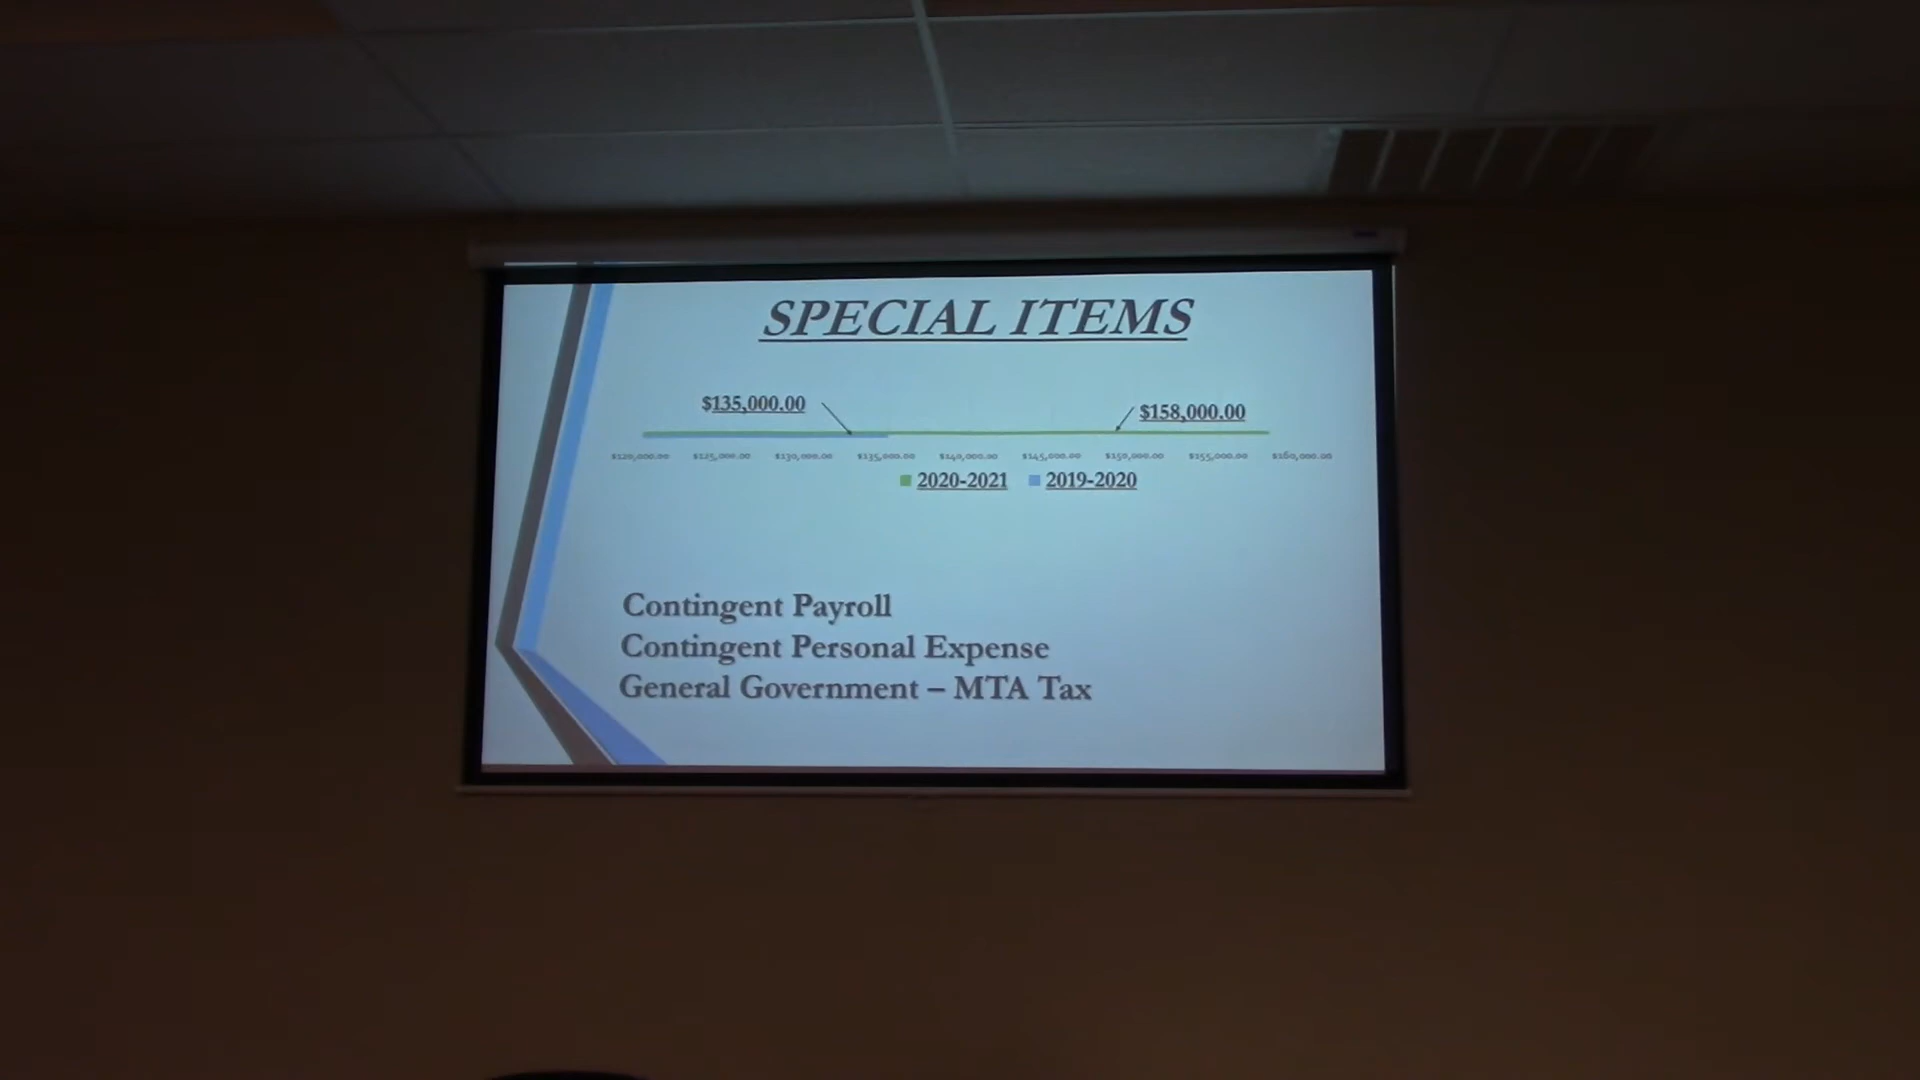 SPECIAL ITEMS
$135,000.00
$158,000.00
$120,000.00 $125,000.00 $130,000.00 $135,000.00 $140,000.00 $145,000.00 $150,000.00 $155,000.00 $160,000.00
2020-2021 2019-2020
Contingent Payroll
Contingent Personal Expense
General Government – MTA Tax